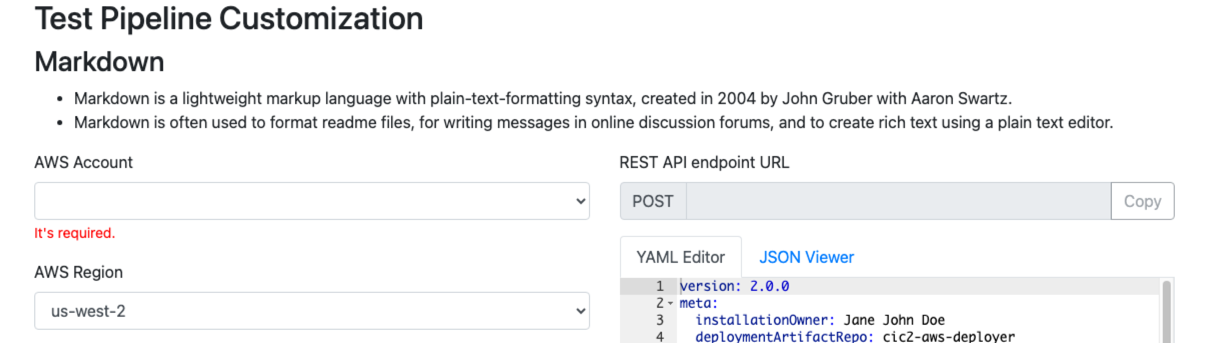 Test Pipeline Customization
Markdown
• Markdown is a lightweight markup language with plain-text-formatting syntax, created in 2004 by John Gruber with Aaron Swartz.
• Markdown is often used to format readme files, for writing messages in online discussion forums, and to create rich text using a plain text editor.
AWS Account
It's required.
AWS Region
us-west-2
REST API endpoint URL
POST
Copy
YAML Editor
JSON Viewer
1 version: 2.0.0
2 meta:
3 installationOwner: Jane John Doe
4 deploymentArtifactRepo: cic2-aws-deployer